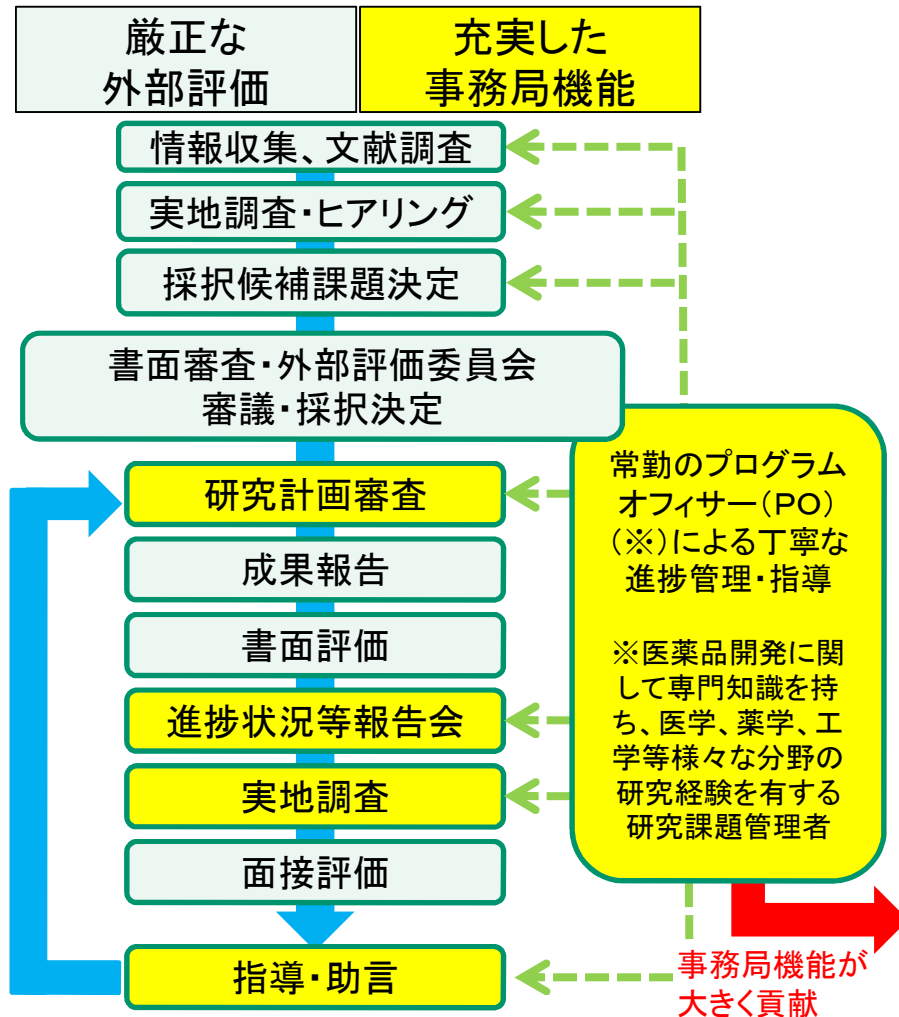 厳正な
外部評価
充実した
事務局機能
情報収集、文献調査
実地調査・ヒアリング
採択候補課題決定
書面審査・外部評価委員会
審議・採択決定
研究計画審査
成果報告
書面評価
進捗状況等報告会
実地調査
面接評価
指導・助言
常勤のプログラム
オフィサー(PO)
(※)による丁寧な
進捗管理・指導
※医薬品開発に関
して専門知識を持
ち、医学、薬学、工
学等様々な分野の
研究経験を有する
研究課題管理者
事務局機能が
大きく貢献